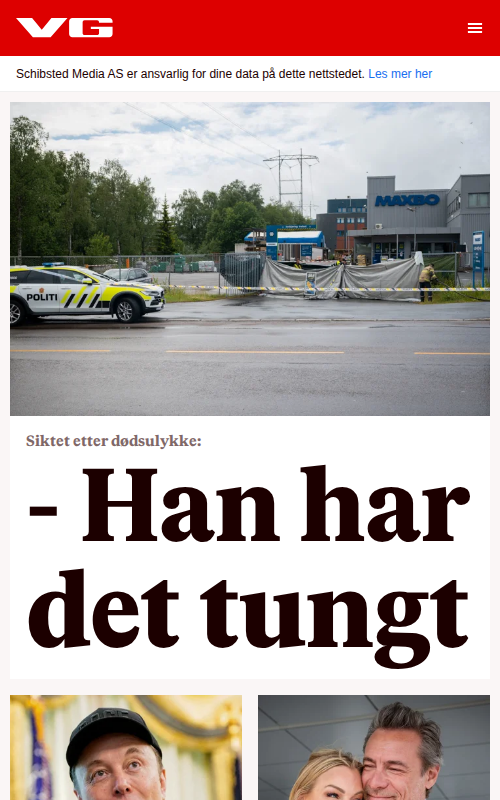 VG
Schibsted Media AS er ansvarlig for dine data på dette nettstedet. Les mer her
MAXBO
POLITI
Siktet etter dødsulykke:
- Han har
det tungt